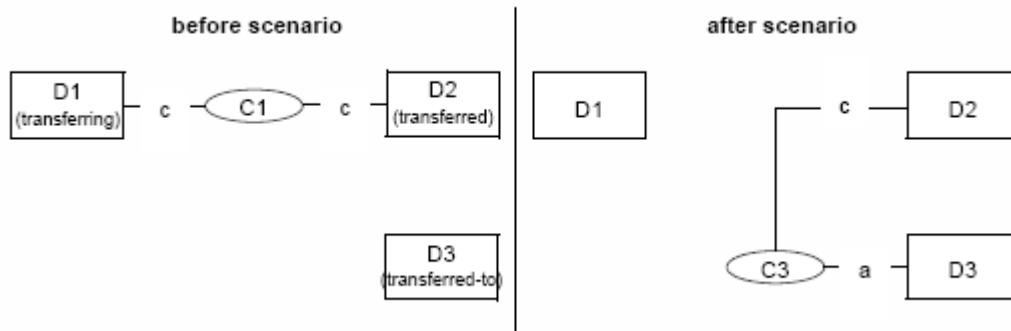 before scenario
D1
(transferring)
c
C1
c
D2
(transferred)
D3
(transferred-to)
after scenario
D1
c
D2
C3
a
D3